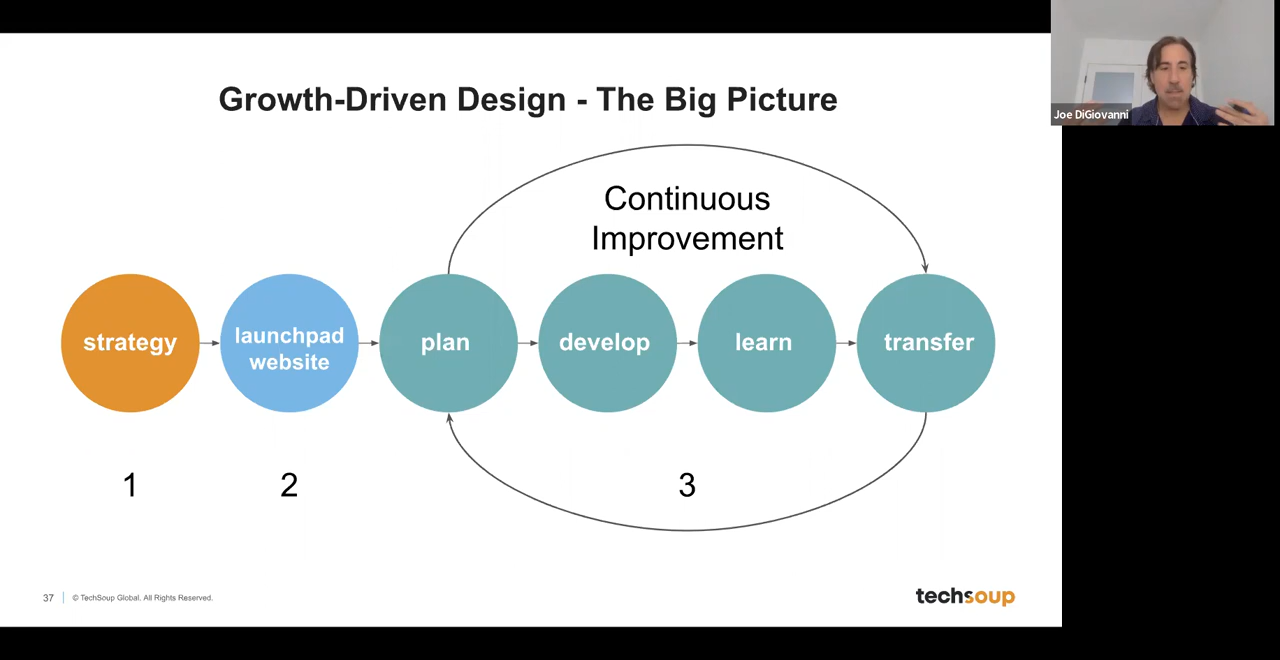 Growth-Driven Design - The Big Picture
Joe DiGiovanni
Continuous
Improvement
strategy
launchpad
website
plan
develop
learn
transfer
1
2
3
37
© TechSoup Global. All Rights Reserved.
techsoup